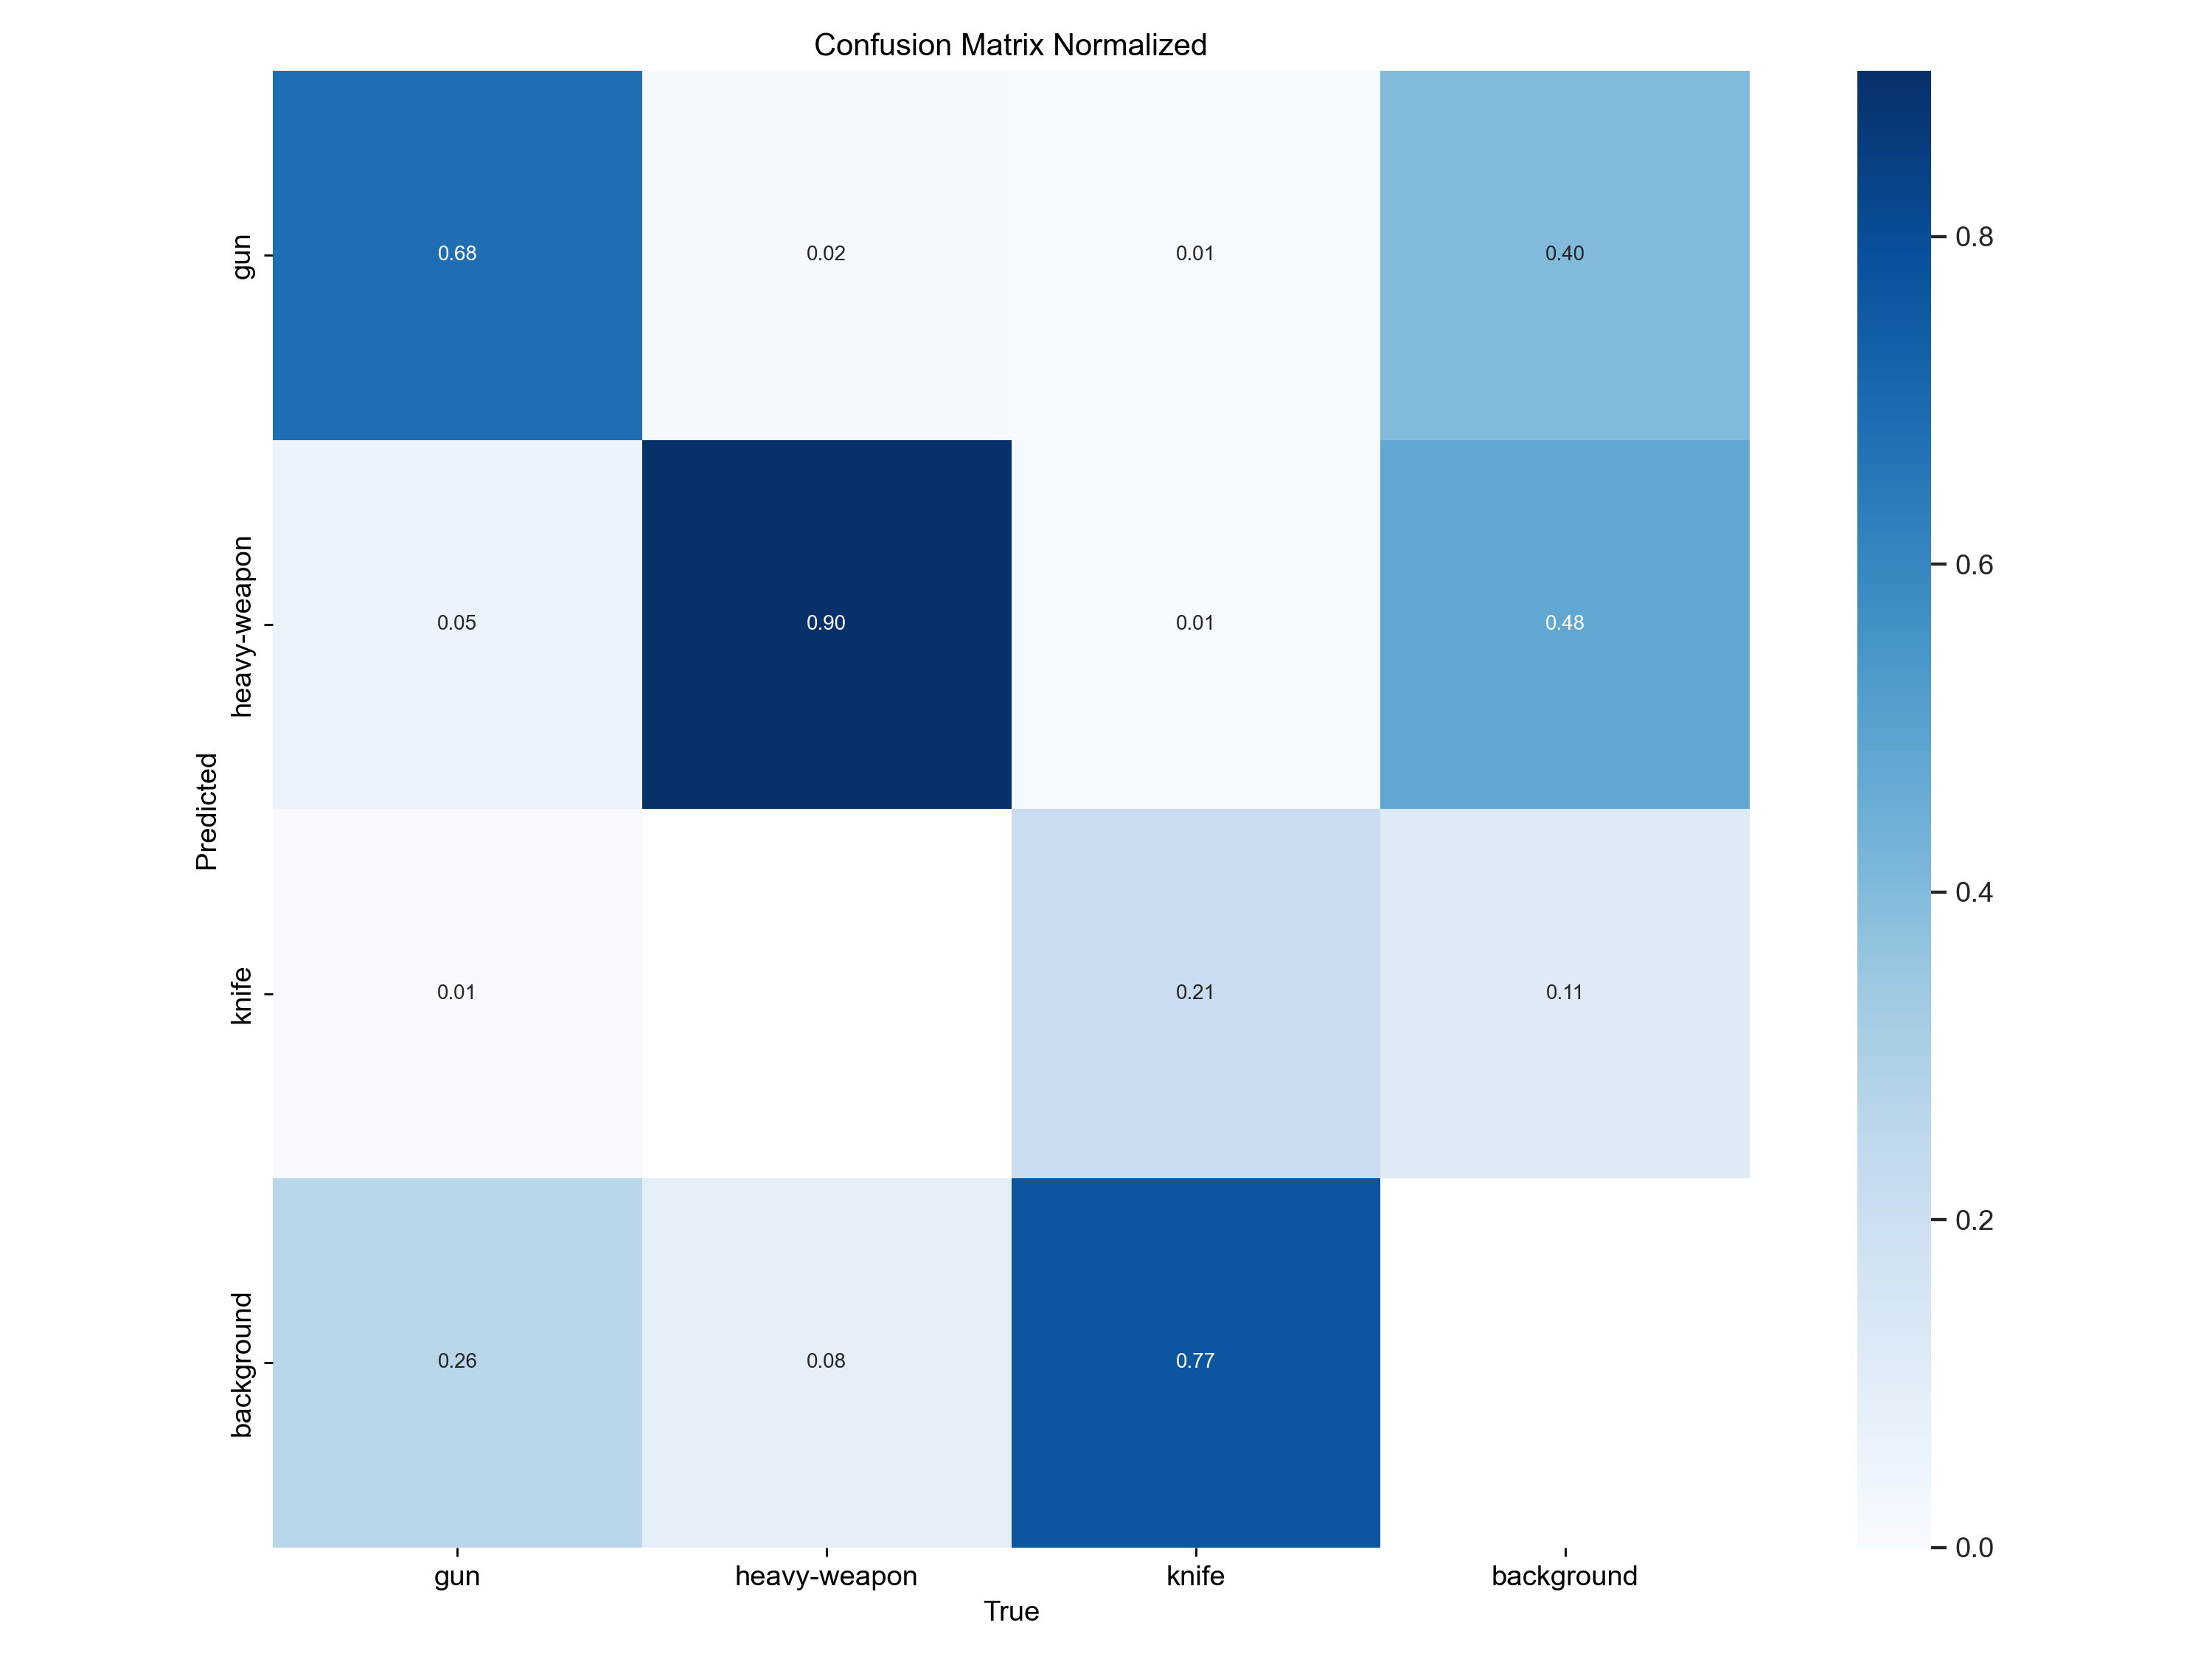 Confusion Matrix Normalized
gun
0.68
0.02
0.01
0.40
heavy-weapon
0.05
0.90
0.01
0.48
knife
0.01
0.21
0.11
background
0.26
0.08
0.77
Predicted
gun
heavy-weapon
knife
background
True
0.8
0.6
0.4
0.2
0.0